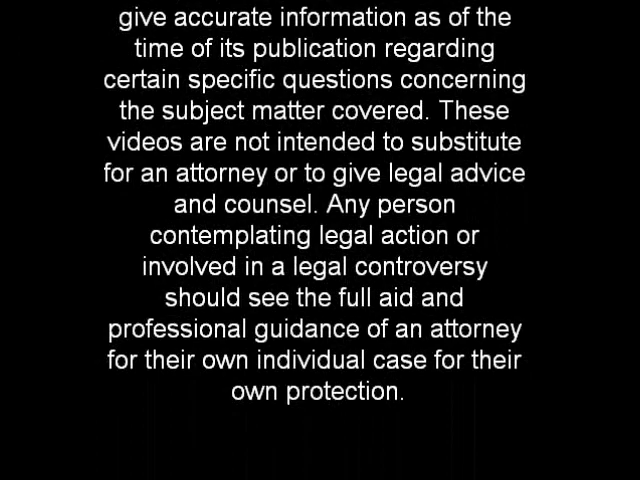 give accurate information as of the
time of its publication regarding
certain specific questions concerning
the subject matter covered. These
videos are not intended to substitute
for an attorney or to give legal advice
and counsel. Any person
contemplating legal action or
involved in a legal controversy
should see the full aid and
professional guidance of an attorney
for their own individual case for their
own protection.